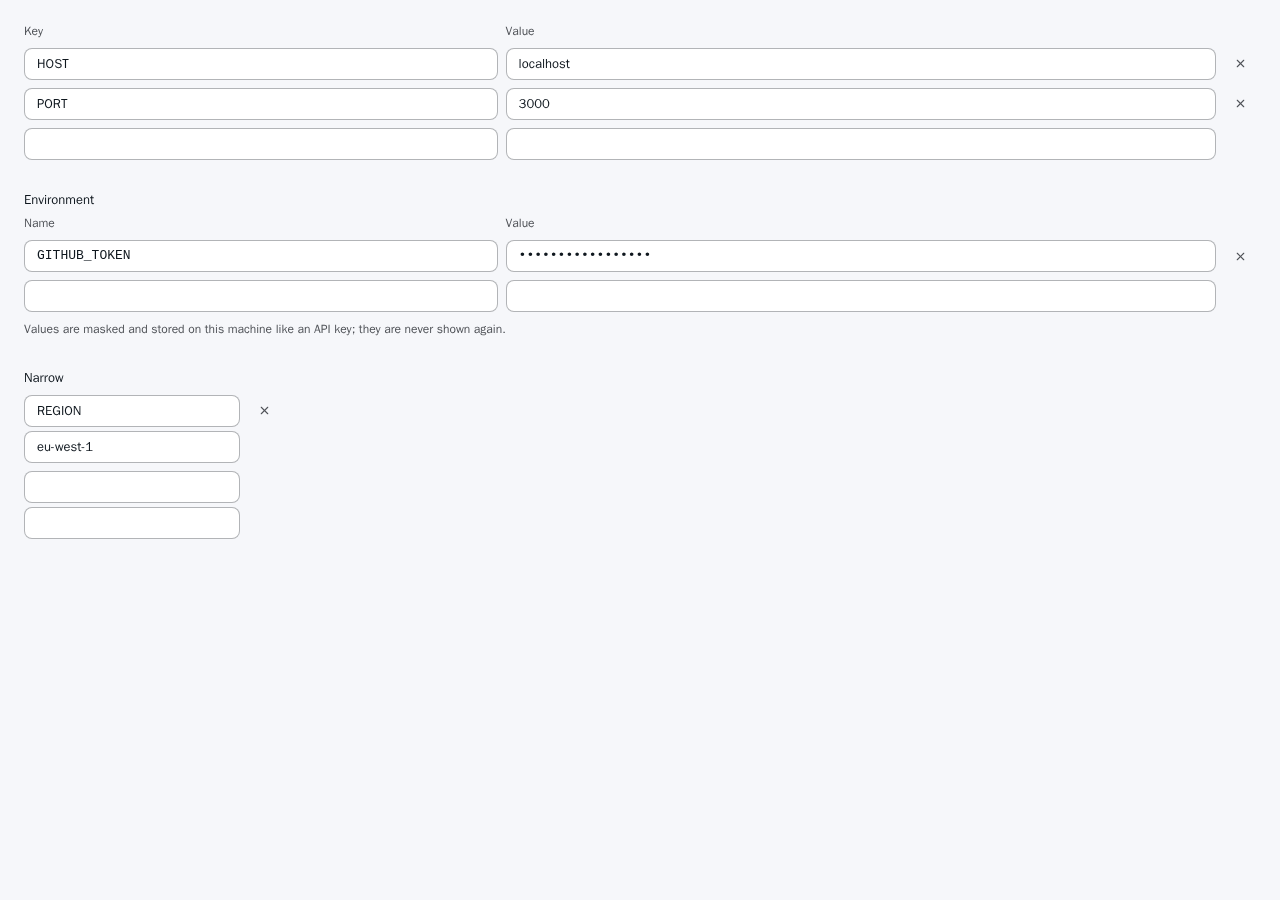 Key Value
HOST localhost ×
PORT 3000 ×
Environment
Name Value
GITHUB_TOKEN ••••••••••••••••• ×
Values are masked and stored on this machine like an API key; they are never shown again.
Narrow
REGION ×
eu-west-1